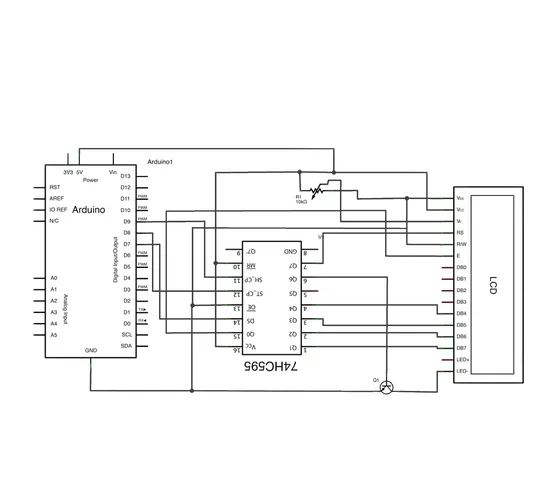 Arduino1
3V3 5V Vin
Power
Arduino
RST
AREF
IO REF
N/C
A0
A1
A2
A3
A4
A5
Analog Input
Digital Input/Output
D13
D12
D11 PWM
D10 PWM
D9 PWM
D8
D7
D6 PWM
D5 PWM
D4
D3 PWM
D2
D1 TX
D0 RX
SCL
SDA
GND
R1
10kΩ
U1
9 Q7'
10 MR
11 SH_CP
12 ST_CP
13 OE
14 DS
15 Q0
16 Vcc
GND 8
Q7 7
Q6 6
Q5 5
Q4 4
Q3 3
Q2 2
Q1 1
74HC595
Q1
Vss
Vcc
Vi
RS
R/W
E
DB0
DB1
DB2
DB3
DB4
DB5
DB6
DB7
LED+
LED-
LCD